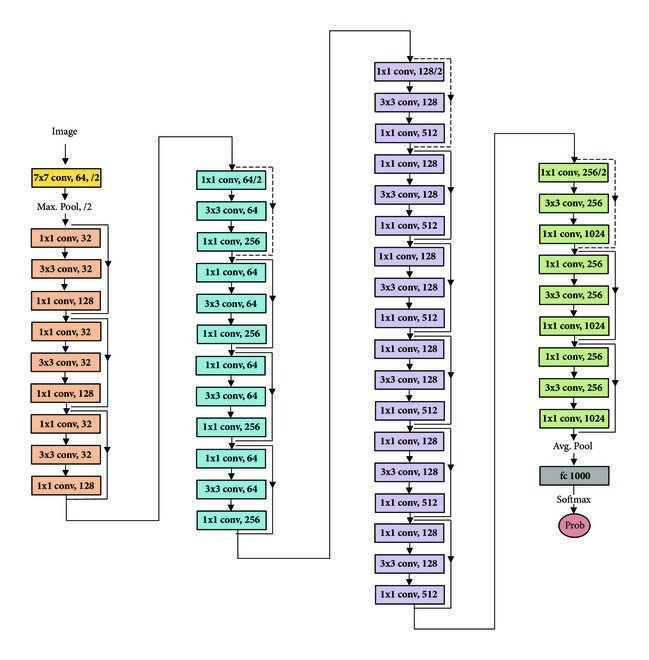 Image
7x7 conv, 64, /2
Max. Pool, /2
1x1 conv, 32
3x3 conv, 32
1x1 conv, 128
1x1 conv, 32
3x3 conv, 32
1x1 conv, 128
1x1 conv, 32
3x3 conv, 32
1x1 conv, 128
1x1 conv, 64/2
3x3 conv, 64
1x1 conv, 256
1x1 conv, 64
3x3 conv, 64
1x1 conv, 256
1x1 conv, 64
3x3 conv, 64
1x1 conv, 256
1x1 conv, 64
3x3 conv, 64
1x1 conv, 256
1x1 conv, 128/2
3x3 conv, 128
1x1 conv, 512
1x1 conv, 128
3x3 conv, 128
1x1 conv, 512
1x1 conv, 128
3x3 conv, 128
1x1 conv, 512
1x1 conv, 128
3x3 conv, 128
1x1 conv, 512
1x1 conv, 128
3x3 conv, 128
1x1 conv, 512
1x1 conv, 128
3x3 conv, 128
1x1 conv, 512
1x1 conv, 256/2
3x3 conv, 256
1x1 conv, 1024
1x1 conv, 256
3x3 conv, 256
1x1 conv, 1024
1x1 conv, 256
3x3 conv, 256
1x1 conv, 1024
Avg. Pool
fc 1000
Softmax
Prob